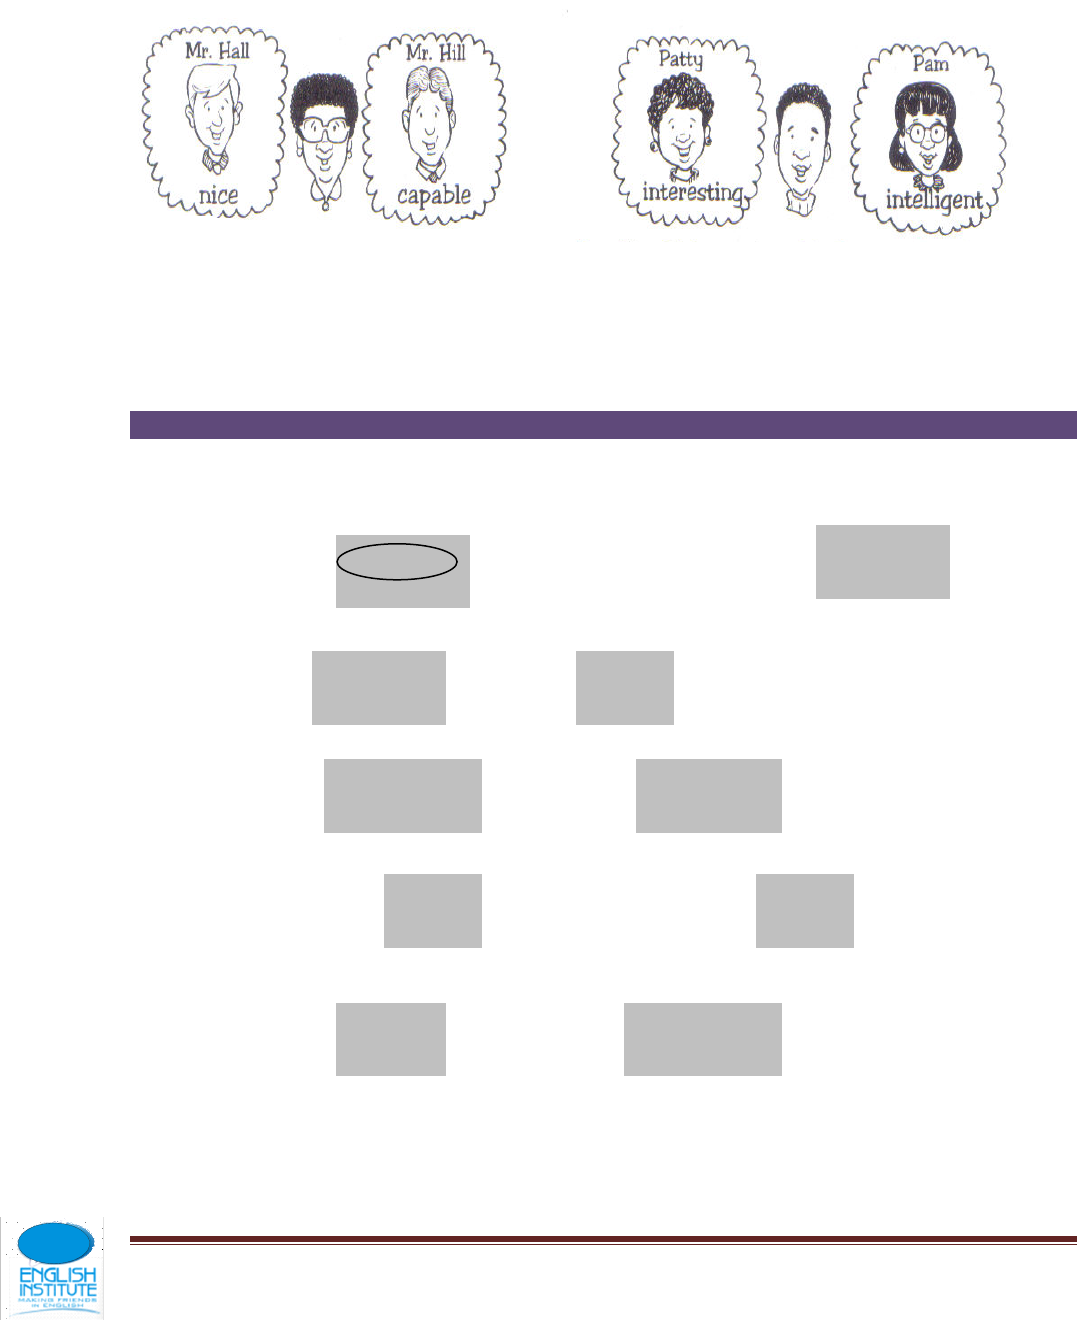 Mr. Hall
nice
Mr. Hill
capable
Patty
interesting
Pam
intelligent
ENGLISH
INSTITUTE
MAKING FRIENDS
IN ENGLISH